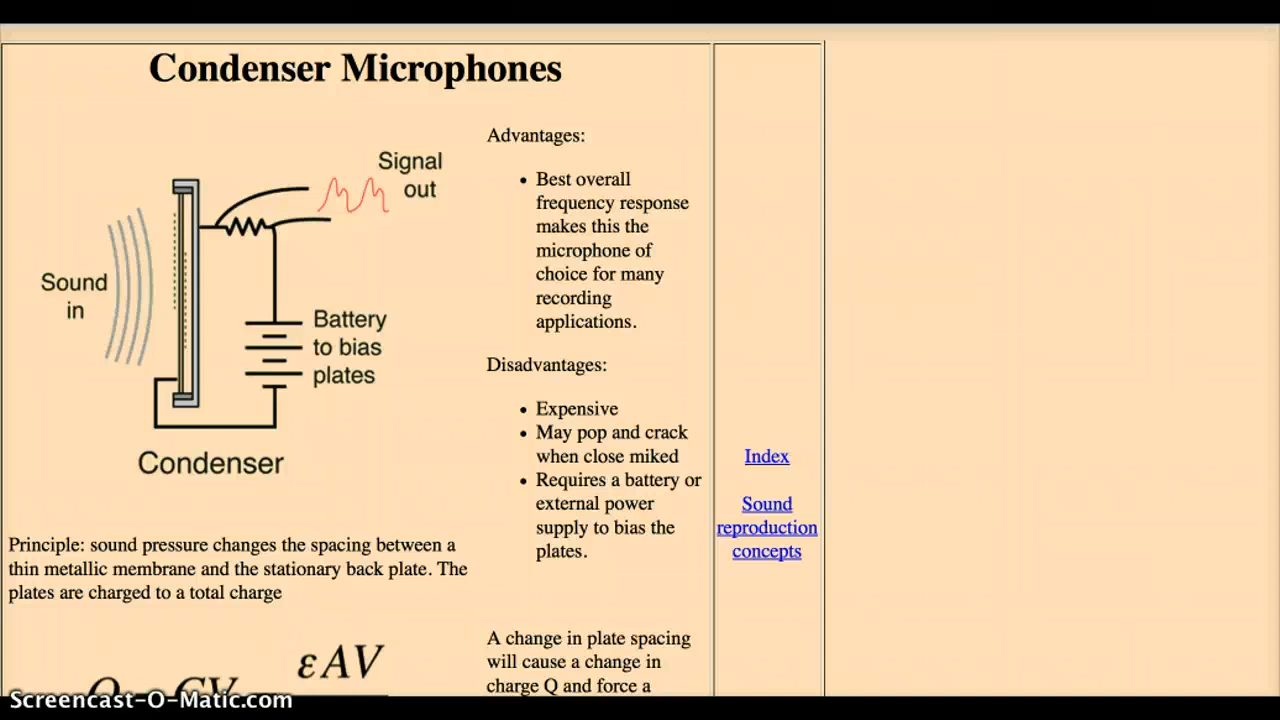 Condenser Microphones
Signal
out
Sound
in
Battery
to bias
plates
Condenser
Principle: sound pressure changes the spacing between a
thin metallic membrane and the stationary back plate. The
plates are charged to a total charge
εAV
Q = CV
Advantages:
• Best overall
frequency response
makes this the
microphone of
choice for many
recording
applications.
Disadvantages:
• Expensive
• May pop and crack
when close miked
• Requires a battery or
external power
supply to bias the
plates.
A change in plate spacing
will cause a change in
charge Q and force a
Index
Sound
reproduction
concepts
Screencast-O-Matic.com